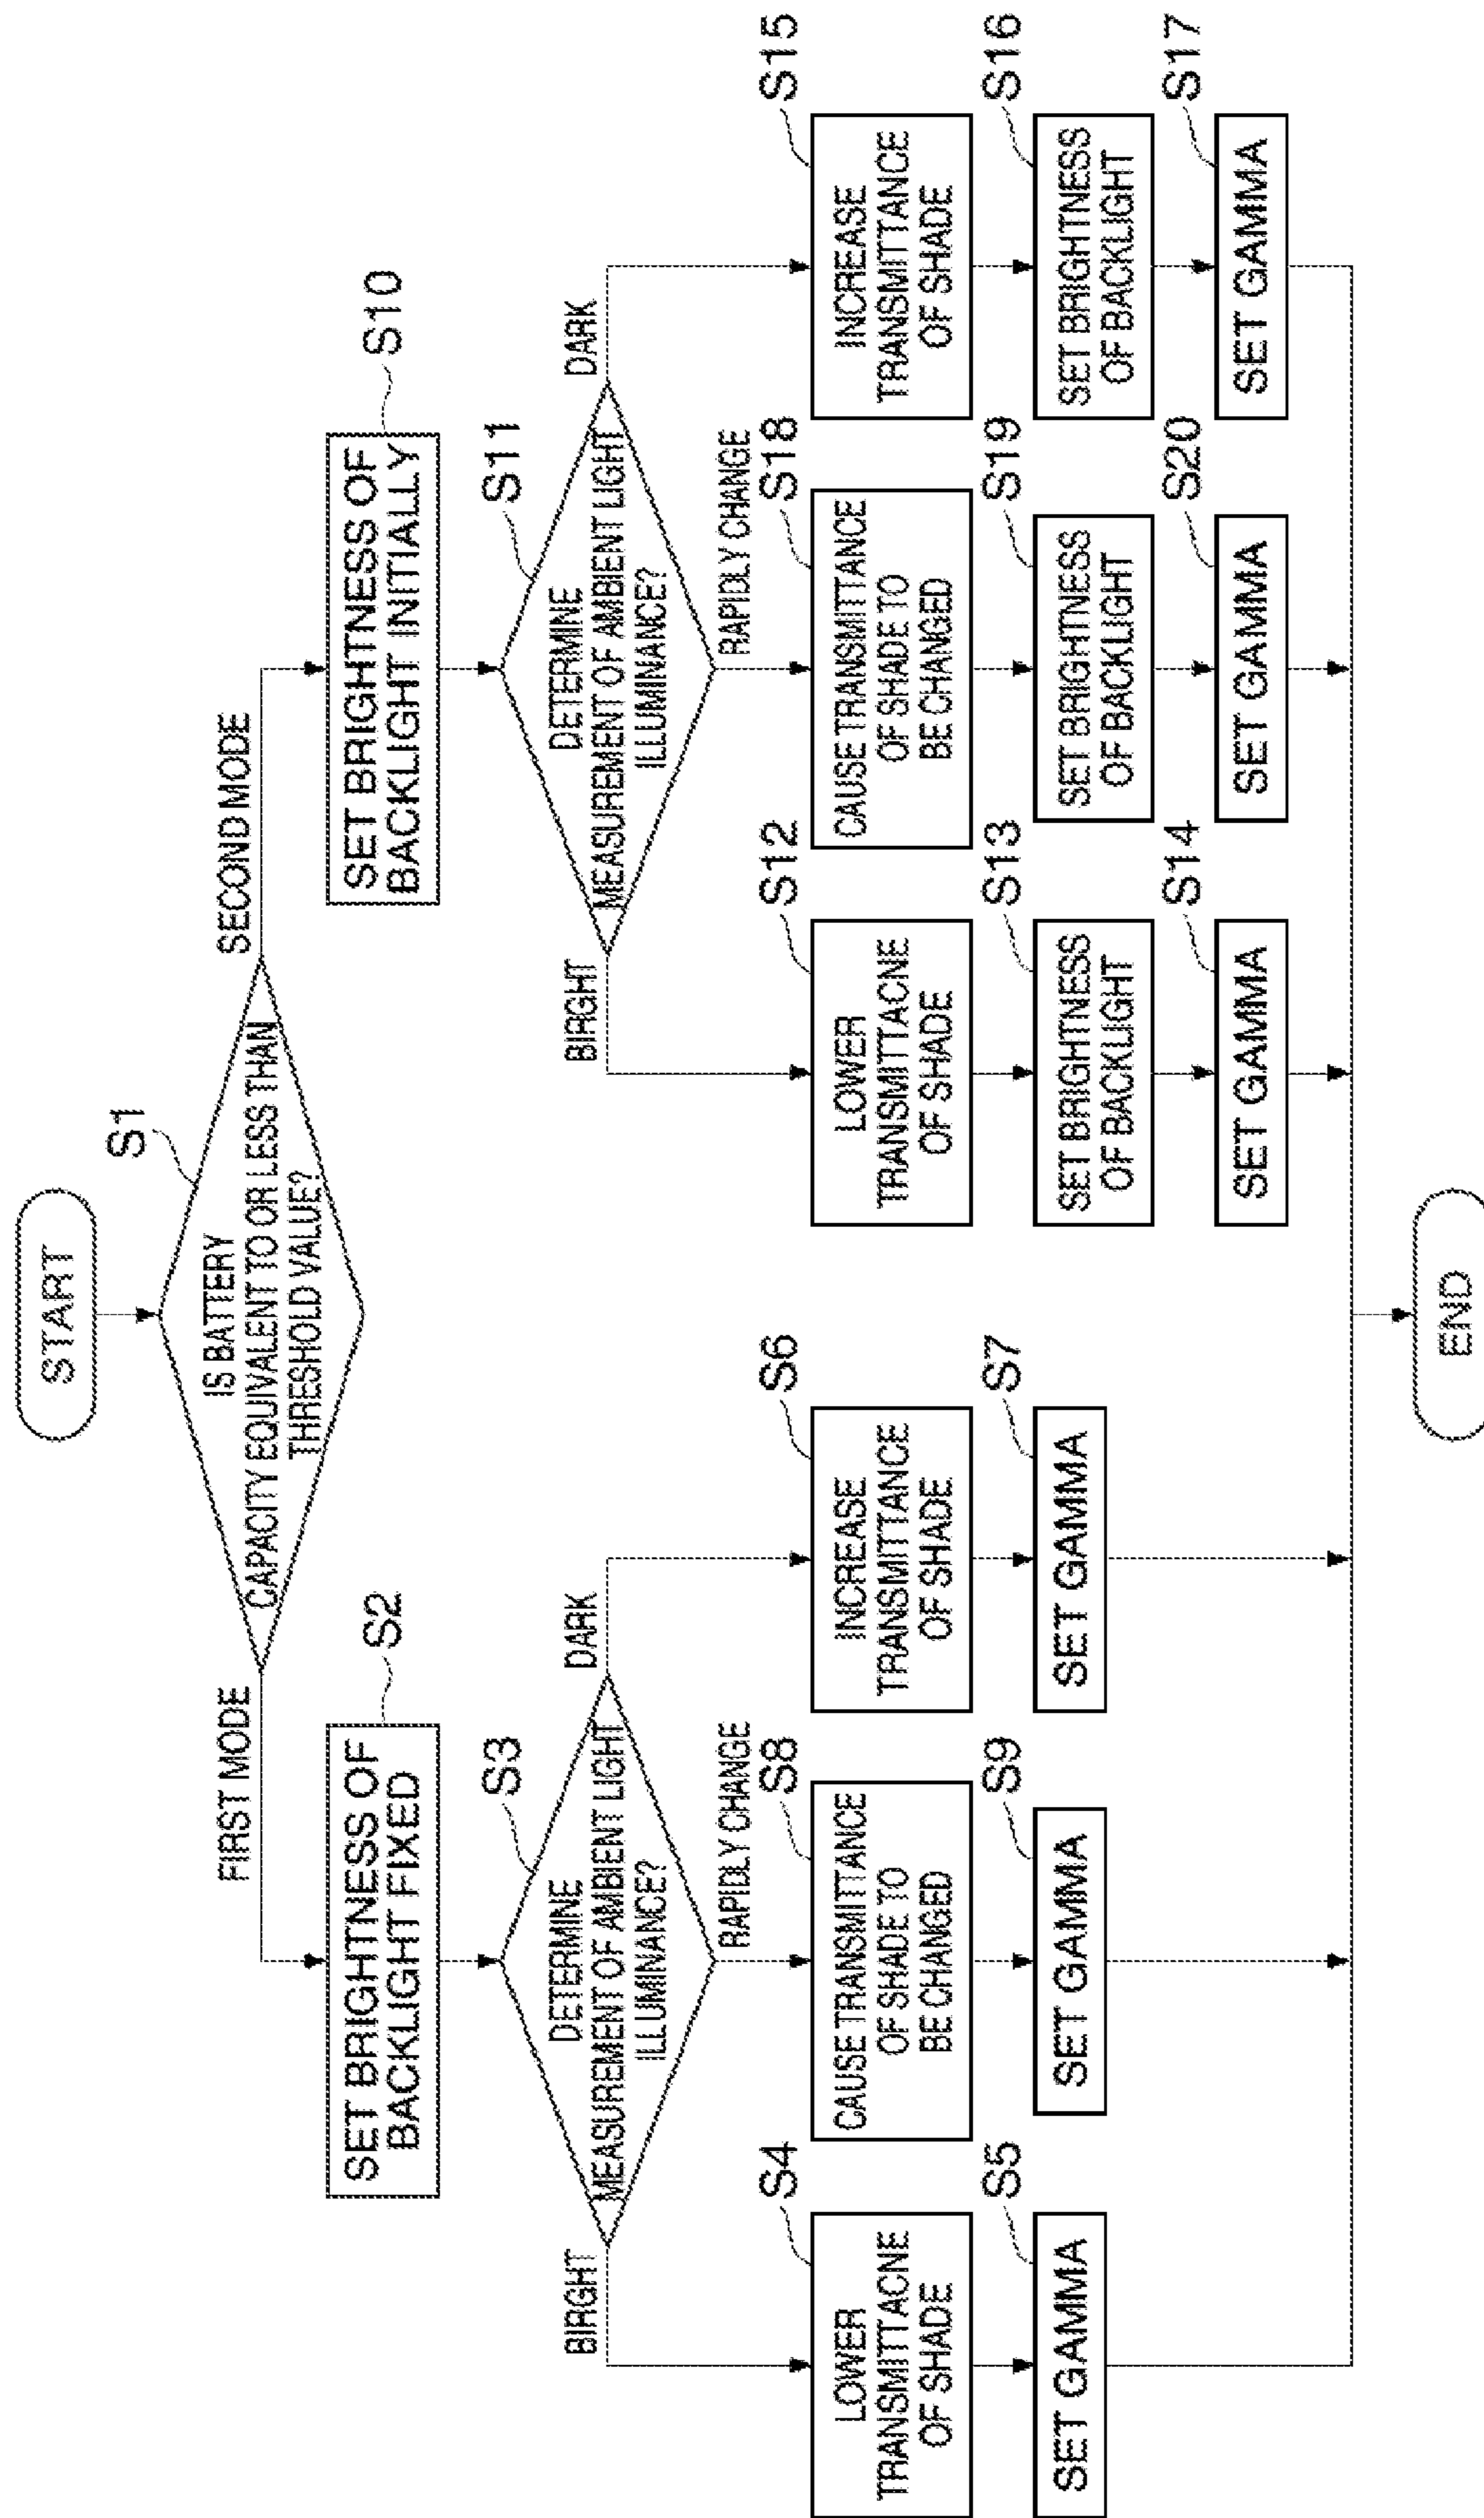 START
S1
IS BATTERY
CAPACITY EQUIVALENT TO OR LESS THAN
THRESHOLD VALUE?
FIRST MODE
SECOND MODE
S2
SET BRIGHTNESS OF
BACKLIGHT FIXED
S3
DETERMINE
MEASUREMENT OF AMBIENT LIGHT
ILLUMINANCE?
BIRGHT
RAPIDLY CHANGE
DARK
S4
LOWER
TRANSMITTACNE
OF SHADE
S5
SET GAMMA
S8
CAUSE TRANSMITTANCE
OF SHADE TO
BE CHANGED
S9
SET GAMMA
S6
INCREASE
TRANSMITTANCE
OF SHADE
S7
SET GAMMA
S10
SET BRIGHTNESS OF
BACKLIGHT INITIALLY
S11
DETERMINE
MEASUREMENT OF AMBIENT LIGHT
ILLUMINANCE?
BIRGHT
RAPIDLY CHANGE
DARK
S12
LOWER
TRANSMITTACNE
OF SHADE
S13
SET BRIGHTNESS
OF BACKLIGHT
S14
SET GAMMA
S18
CAUSE TRANSMITTANCE
OF SHADE TO
BE CHANGED
S19
SET BRIGHTNESS
OF BACKLIGHT
S20
SET GAMMA
S15
INCREASE
TRANSMITTANCE
OF SHADE
S16
SET BRIGHTNESS
OF BACKLIGHT
S17
SET GAMMA
END